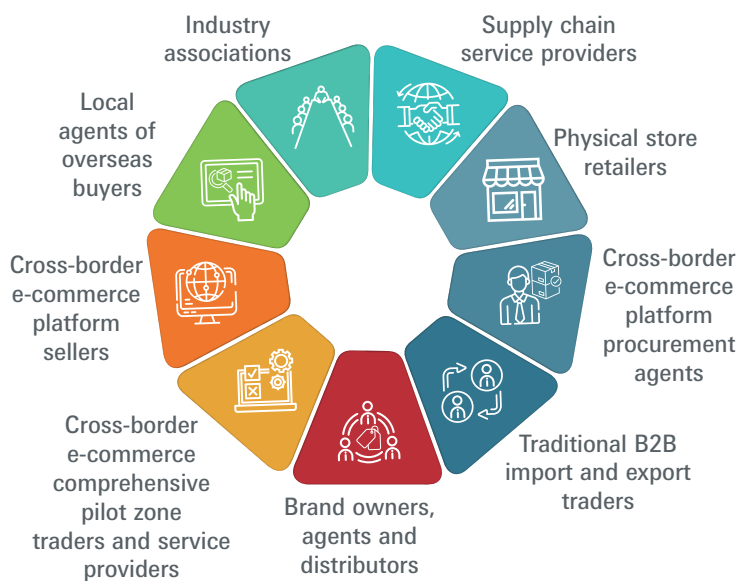 Industry
associations
Supply chain
service providers
Physical store
retailers
Cross-border
e-commerce
platform
procurement
agents
Traditional B2B
import and export
traders
Brand owners,
agents and
distributors
Cross-border
e-commerce
comprehensive
pilot zone
traders and service
providers
Cross-border
e-commerce
platform
sellers
Local
agents of
overseas
buyers